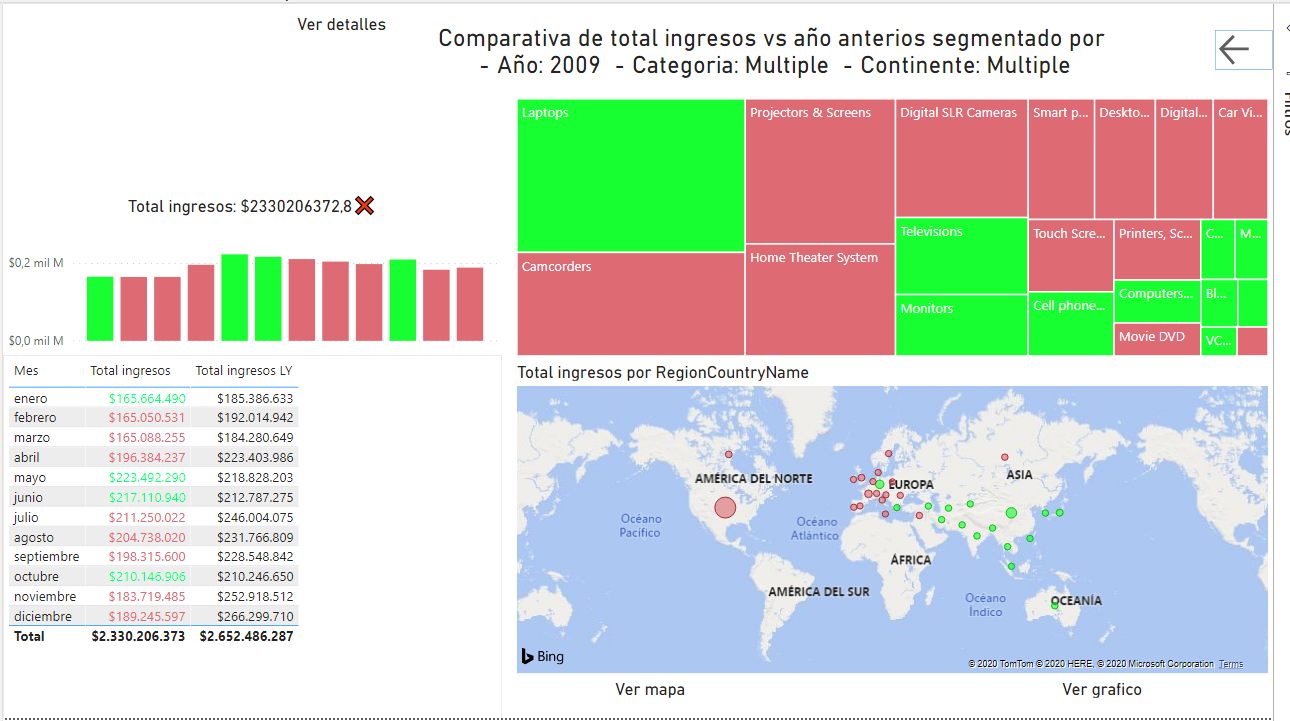 Ver detalles
Comparativa de total ingresos vs año anterios segmentado por
- Año: 2009 - Categoria: Multiple - Continente: Multiple
Total ingresos: $2330206372,8
$0,2 mil M
$0,0 mil M
Mes Total ingresos Total ingresos LY
enero $165.664.490 $185.386.633
febrero $165.050.531 $192.014.942
marzo $165.088.255 $184.280.649
abril $196.384.237 $223.403.986
mayo $223.492.290 $218.828.203
junio $217.110.940 $212.787.275
julio $211.250.022 $246.004.075
agosto $204.738.020 $231.766.809
septiembre $198.315.600 $228.548.842
octubre $210.146.906 $210.246.650
noviembre $183.719.485 $252.918.512
diciembre $189.245.597 $266.299.710
Total $2.330.206.373 $2.652.486.287
Laptops
Camcorders
Projectors & Screens
Home Theater System
Digital SLR Cameras
Televisions
Monitors
Smart p...
Deskto...
Digital...
Car Vi...
Touch Scre...
Cell phone...
Printers, Sc...
Computers...
Movie DVD
C...
M...
Bl...
VC...
Total ingresos por RegionCountryName
AMÉRICA DEL NORTE
EUROPA
ASIA
Océano
Pacífico
Océano
Atlántico
ÁFRICA
AMÉRICA DEL SUR
Océano
Índico
OCEANÍA
Bing
© 2020 TomTom © 2020 HERE, © 2020 Microsoft Corporation Terms
Ver mapa
Ver grafico
Filtros